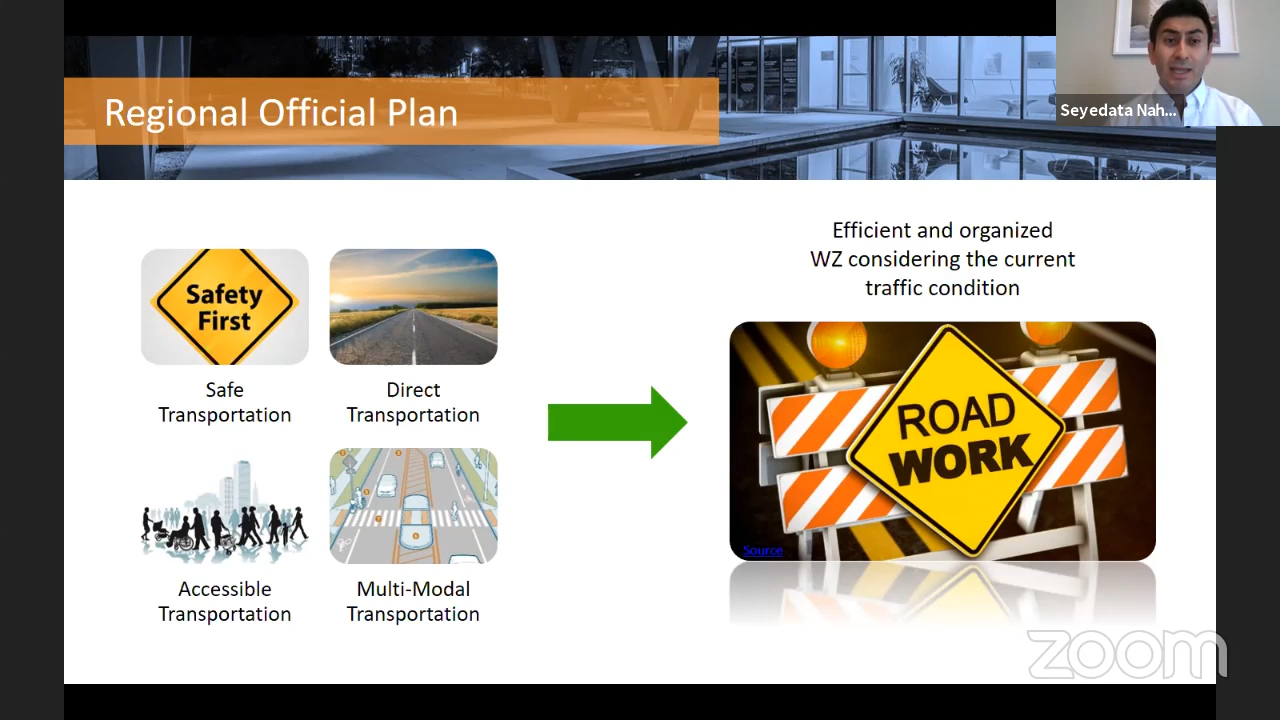 Regional Official Plan
Seyedata Nah...
Efficient and organized
WZ considering the current
traffic condition
Safety
First
Safe
Transportation
Direct
Transportation
ROAD
WORK
Source
Accessible
Transportation
Multi-Modal
Transportation
zoom